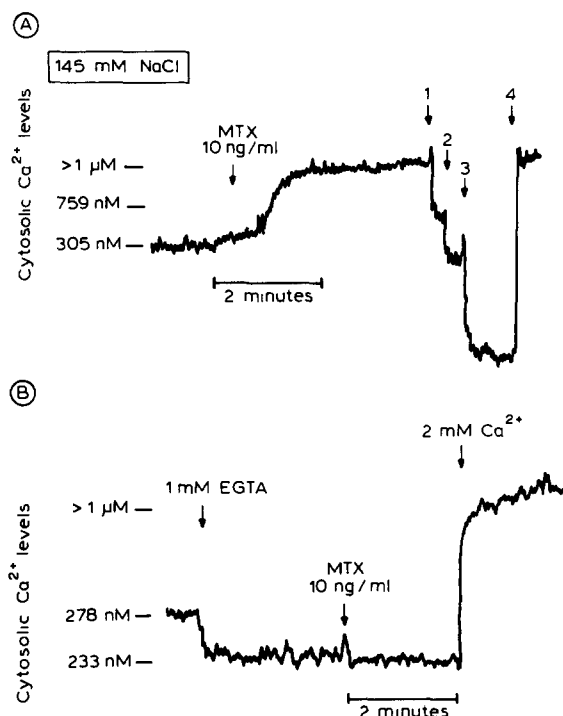 A
145 mM NaCl
Cytosolic Ca²⁺ levels
MTX
10 ng/ml
1
2
3
4
>1 µM
759 nM
305 nM
2 minutes
B
Cytosolic Ca²⁺ levels
1 mM EGTA
2 mM Ca²⁺
>1 µM
MTX
10 ng/ml
278 nM
233 nM
2 minutes